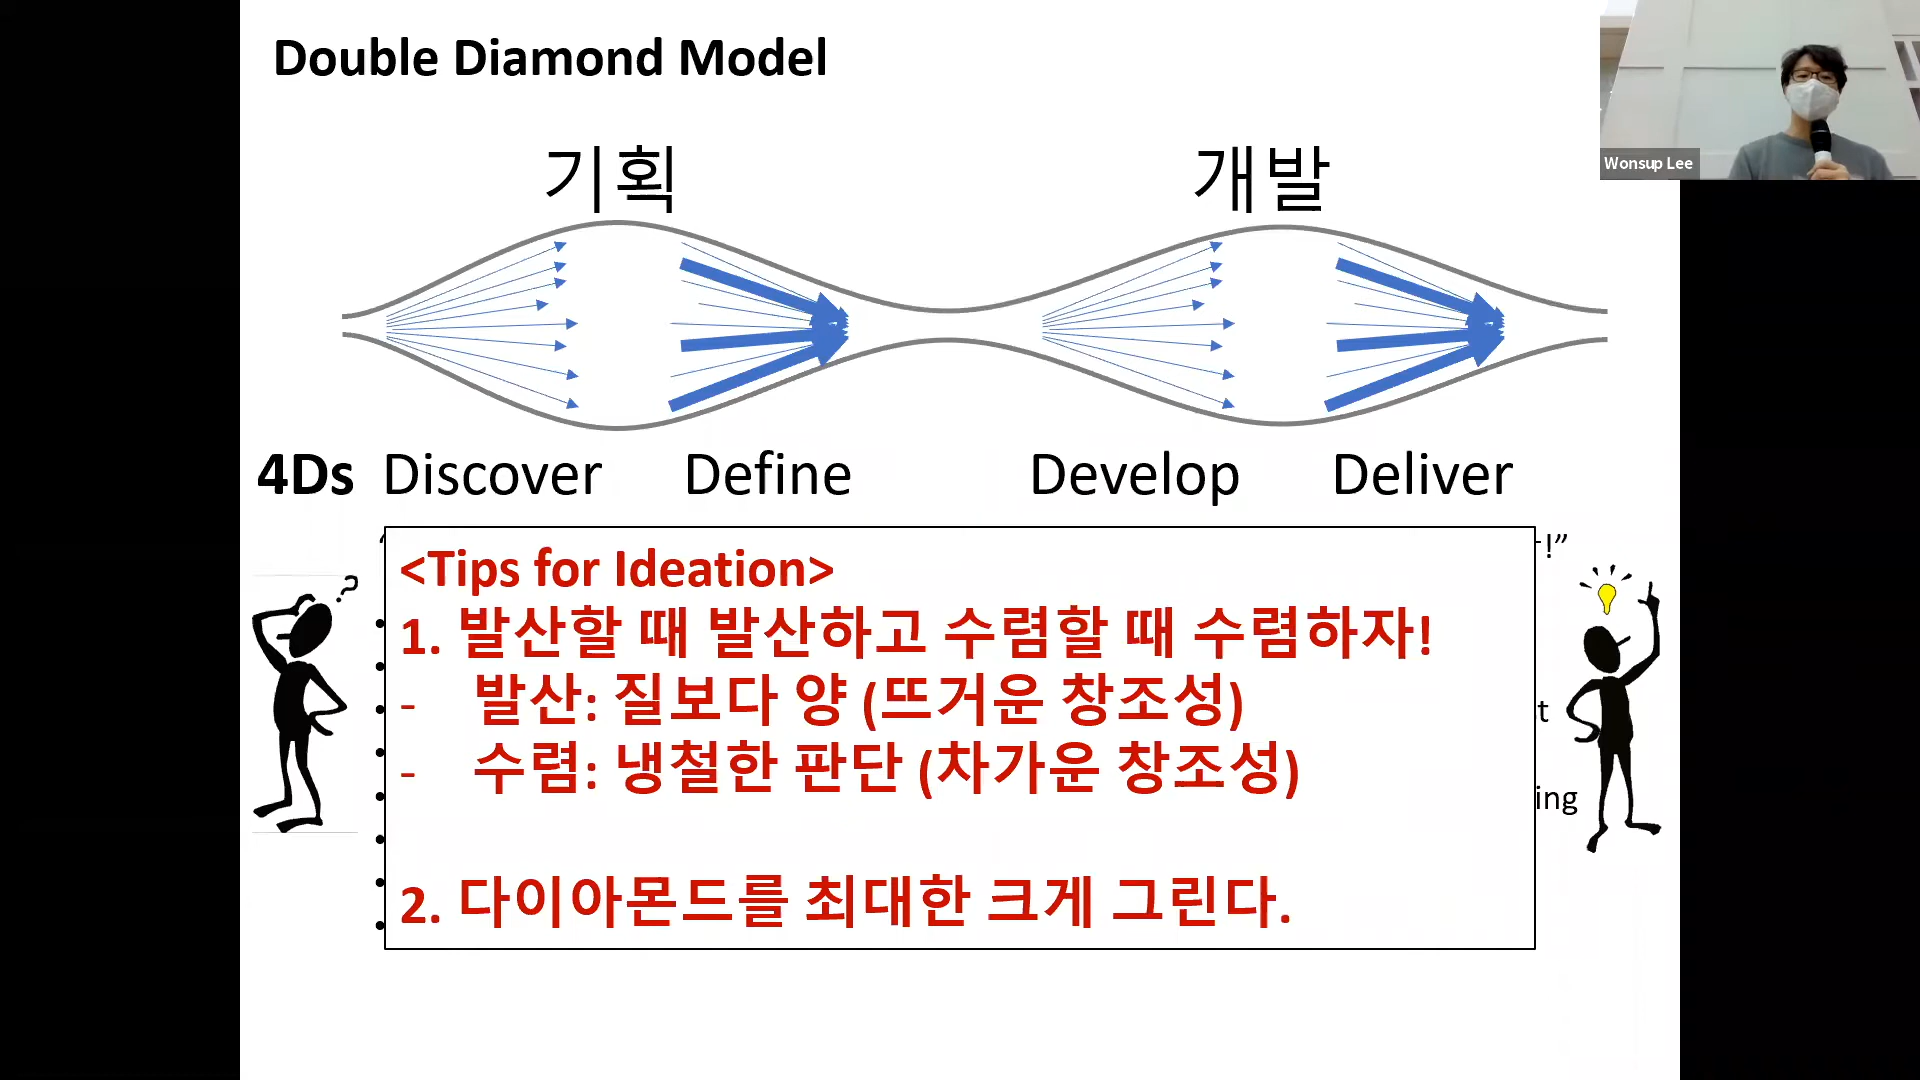 Double Diamond Model
Wonsup Lee
기획
개발
4Ds Discover Define Develop Deliver
!”
<Tips for Ideation>
?
1. 발산할 때 발산하고 수렴할 때 수렴하자!
- 발산: 질보다 양 (뜨거운 창조성)
st
- 수렴: 냉철한 판단 (차가운 창조성)
ing
2. 다이아몬드를 최대한 크게 그린다.